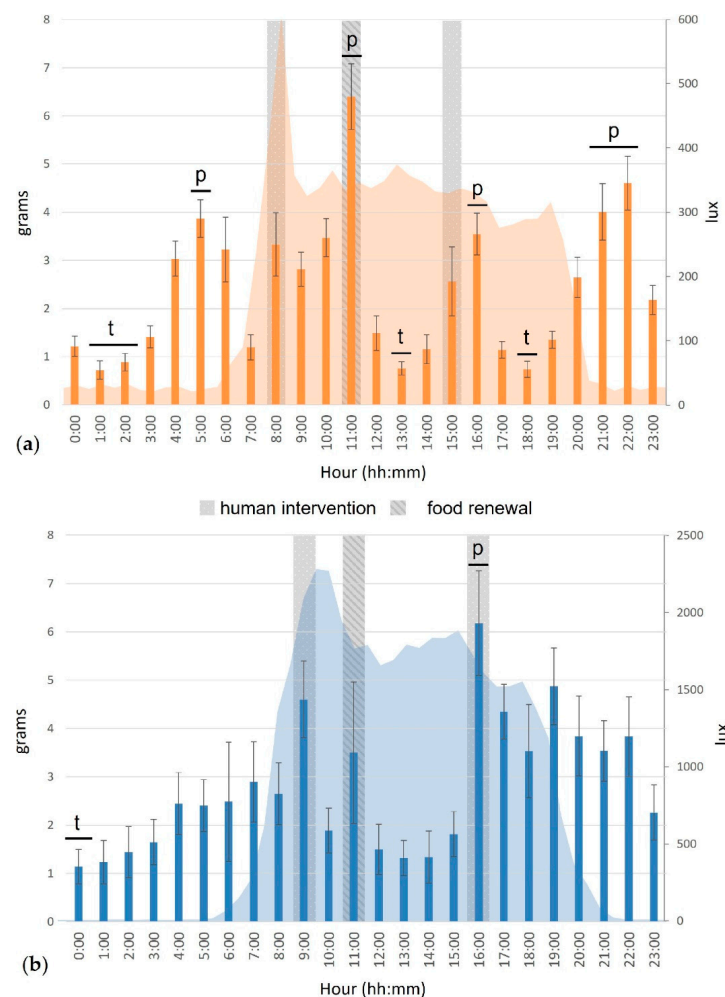 8 600
p
7
500
p
6
5 400
p
p
grams
4 300
lux
3
200
2
t t t
1 100
0 0
0:00 1:00 2:00 3:00 4:00 5:00 6:00 7:00 8:00 9:00 10:00 11:00 12:00 13:00 14:00 15:00 16:00 17:00 18:00 19:00 20:00 21:00 22:00 23:00
(a)
Hour (hh:mm)
human intervention food renewal
8 2500
p
7
2000
6
5 1500
grams
4
lux
3 1000
2
t 500
1
0 0
0:00 1:00 2:00 3:00 4:00 5:00 6:00 7:00 8:00 9:00 10:00 11:00 12:00 13:00 14:00 15:00 16:00 17:00 18:00 19:00 20:00 21:00 22:00 23:00
(b)
Hour (hh:mm)